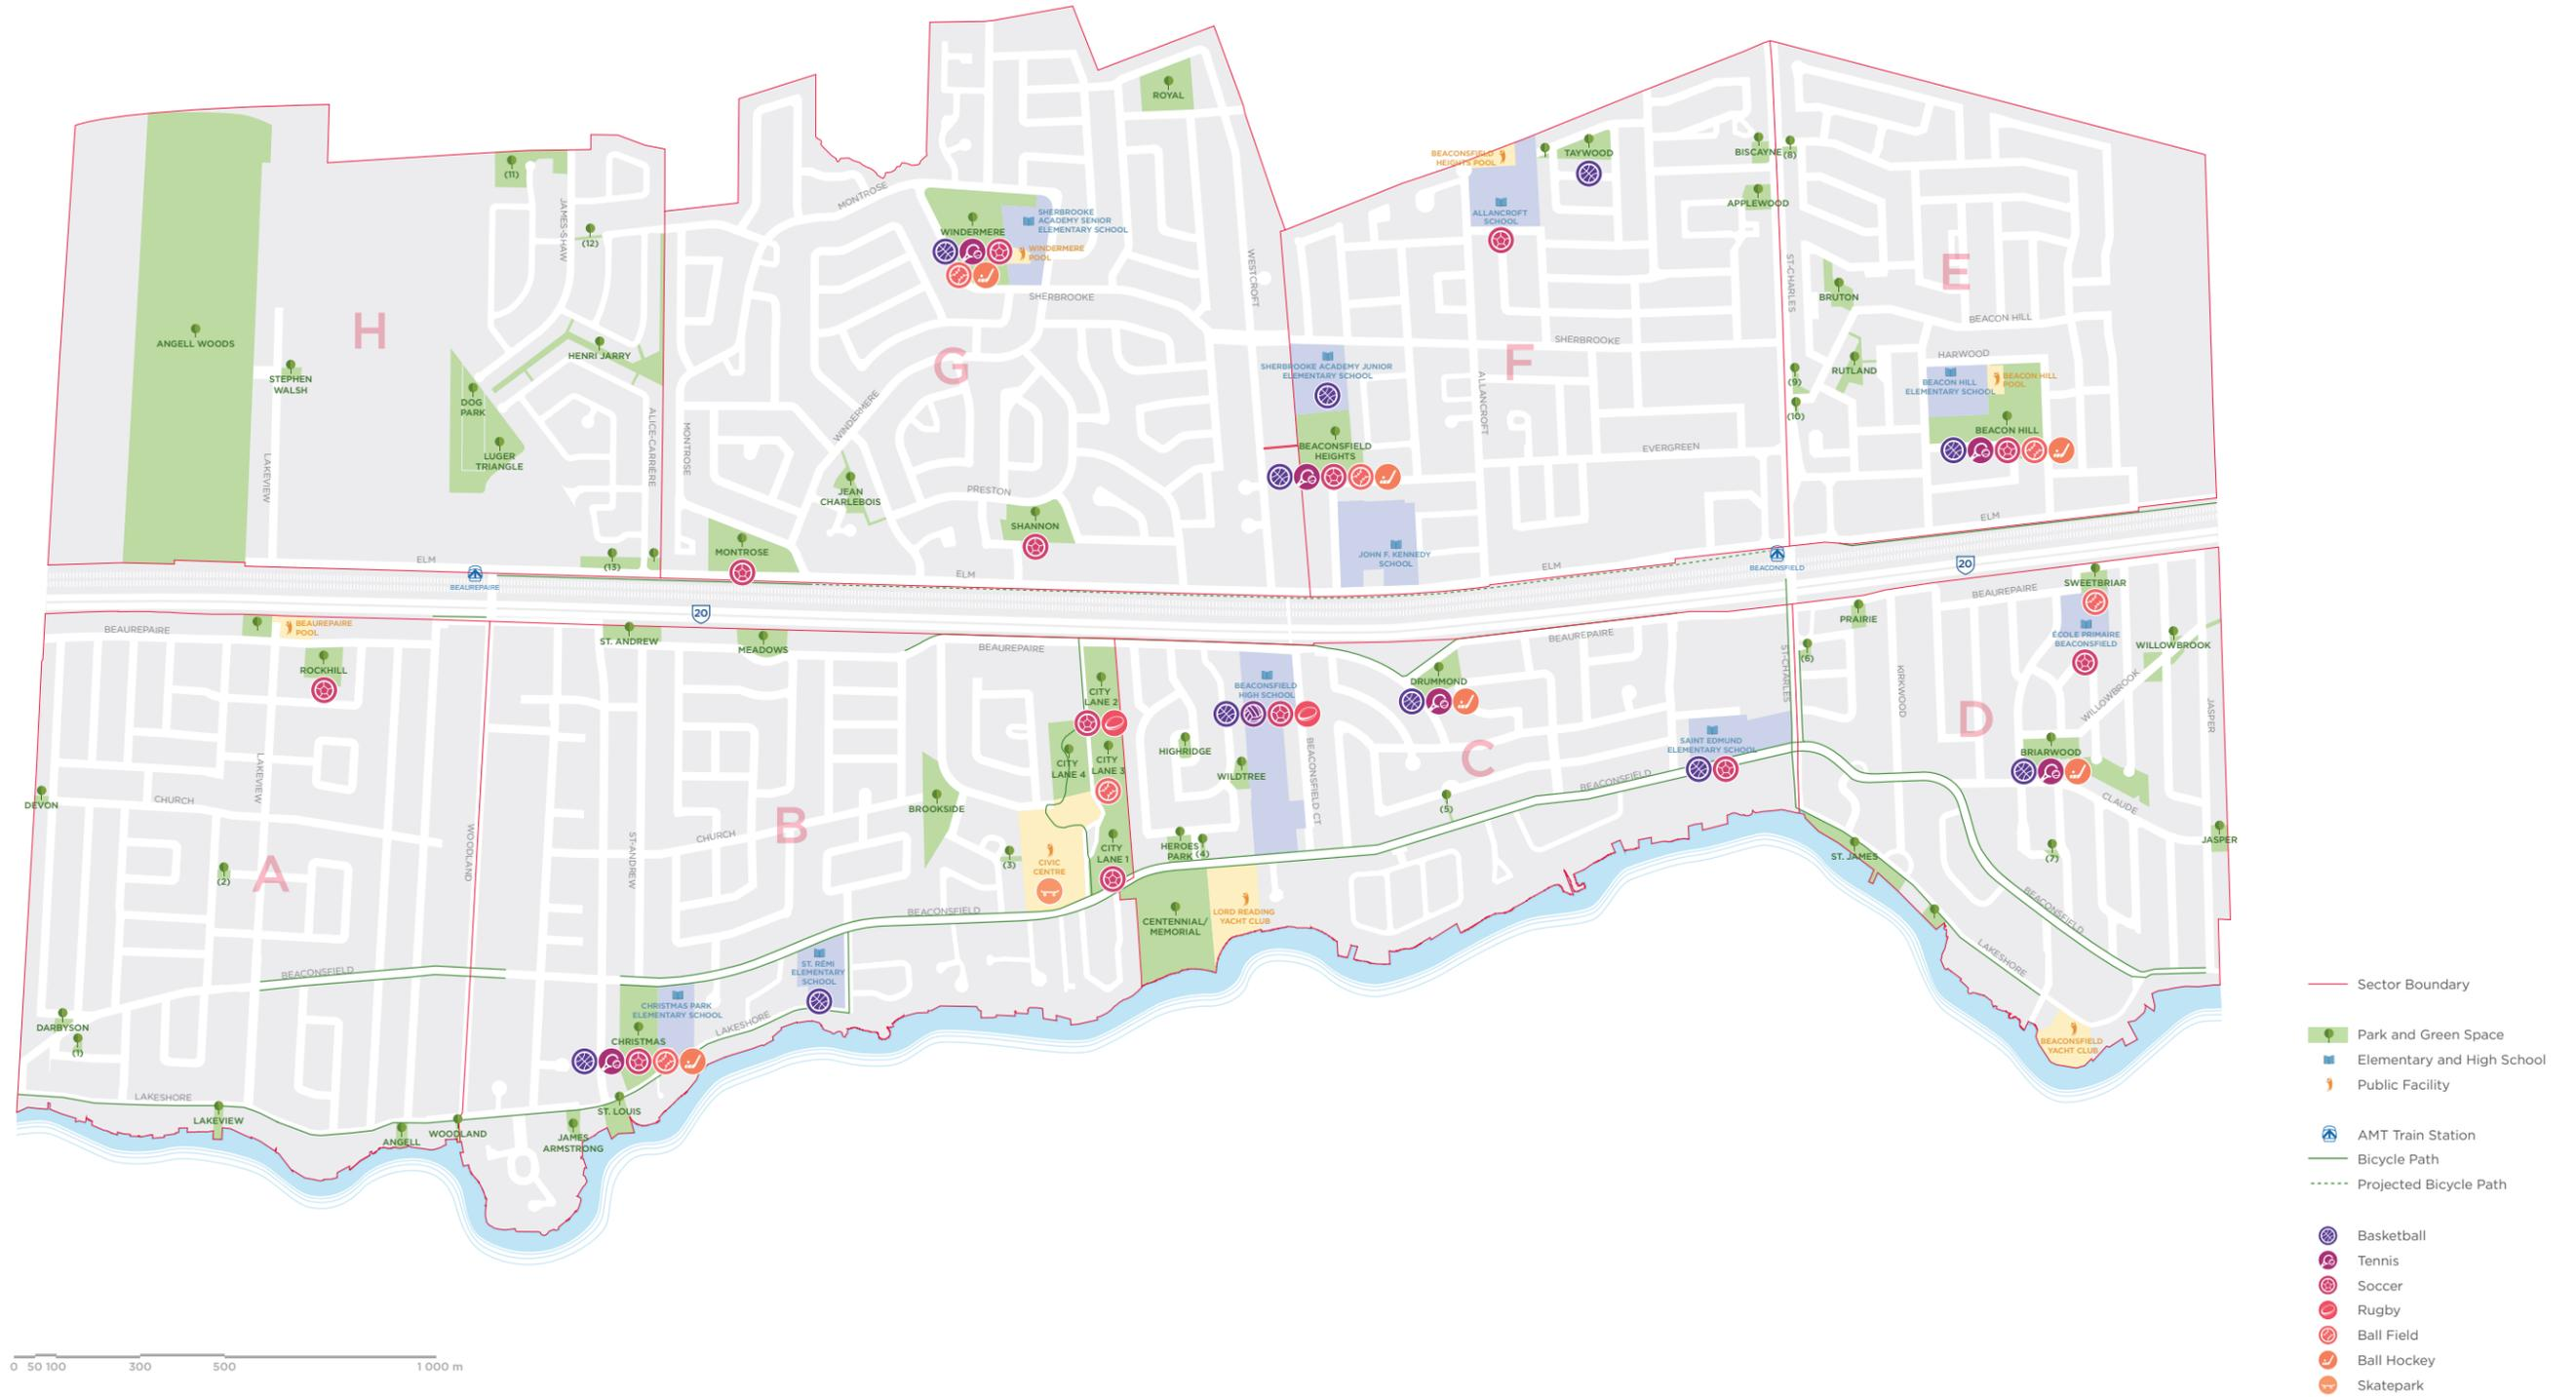 ROYAL
BEACONSFIELD
HEIGHTS POOL
TAYWOOD
BISCAYNE
(8)
(11)
JAMES-SHAW
(12)
MONTROSE
WINDERMERE
SHERBROOKE
ACADEMY SENIOR
ELEMENTARY SCHOOL
WINDERMERE
POOL
SHERBROOKE
WESTCROFT
ALLANCROFT
SCHOOL
APPLEWOOD
ST-CHARLES
E
BRUTON
BEACON HILL
ANGELL WOODS
H
STEPHEN
WALSH
HENRI JARRY
DOG
PARK
LUGER
TRIANGLE
LAKEVIEW
ALICE-CARRIÈRE
MONTROSE
G
WINDERMERE
SHERBROOKE ACADEMY JUNIOR
ELEMENTARY SCHOOL
F
SHERBROOKE
ALLANCROFT
HARWOOD
RUTLAND
(9)
(10)
BEACON HILL
ELEMENTARY SCHOOL
BEACON HILL
POOL
BEACON HILL
BEACONSFIELD
HEIGHTS
EVERGREEN
JEAN
CHARLEBOIS
PRESTON
SHANNON
MONTROSE
JOHN F. KENNEDY
SCHOOL
ELM
ELM
ELM
ELM
(13)
BEAUREPAIRE
20
BEACONSFIELD
20
SWEETBRIAR
BEAUREPAIRE
BEAUREPAIRE
POOL
ST. ANDREW
MEADOWS
BEAUREPAIRE
BEAUREPAIRE
BEAUREPAIRE
PRAIRIE
ÉCOLE PRIMAIRE
BEACONSFIELD
WILLOWBROOK
ROCKHILL
CITY
LANE 2
BEACONSFIELD
HIGH SCHOOL
DRUMMOND
ST-CHARLES
(6)
KIRKWOOD
WILLOWBROOK
JASPER
D
LAKEVIEW
HIGHRIDGE
CITY
LANE 4
CITY
LANE 3
WILDTREE
BEACONSFIELD CT
C
SAINT EDMUND
ELEMENTARY SCHOOL
BRIARWOOD
BEACONSFIELD
DEVON
CHURCH
BROOKSIDE
(5)
CLAUDE
B
CHURCH
WOODLAND
ST-ANDREW
JASPER
A
(2)
(3)
CIVIC
CENTRE
CITY
LANE 1
HEROES
PARK
(4)
ST. JAMES
(7)
BEACONSFIELD
BEACONSFIELD
CENTENNIAL/
MEMORIAL
LORD READING
YACHT CLUB
BEACONSFIELD
ST. RÉMI
ELEMENTARY
SCHOOL
LAKESHORE
CHRISTMAS PARK
ELEMENTARY SCHOOL
LAKESHORE
CHRISTMAS
DARBYSON
(1)
BEACONSFIELD
YACHT CLUB
LAKESHORE
LAKEVIEW
ANGELL
WOODLAND
JAMES
ARMSTRONG
ST. LOUIS
Sector Boundary
Park and Green Space
Elementary and High School
Public Facility
AMT Train Station
Bicycle Path
Projected Bicycle Path
Basketball
Tennis
Soccer
Rugby
Ball Field
Ball Hockey
Skatepark
0 50 100 300 500 1 000 m